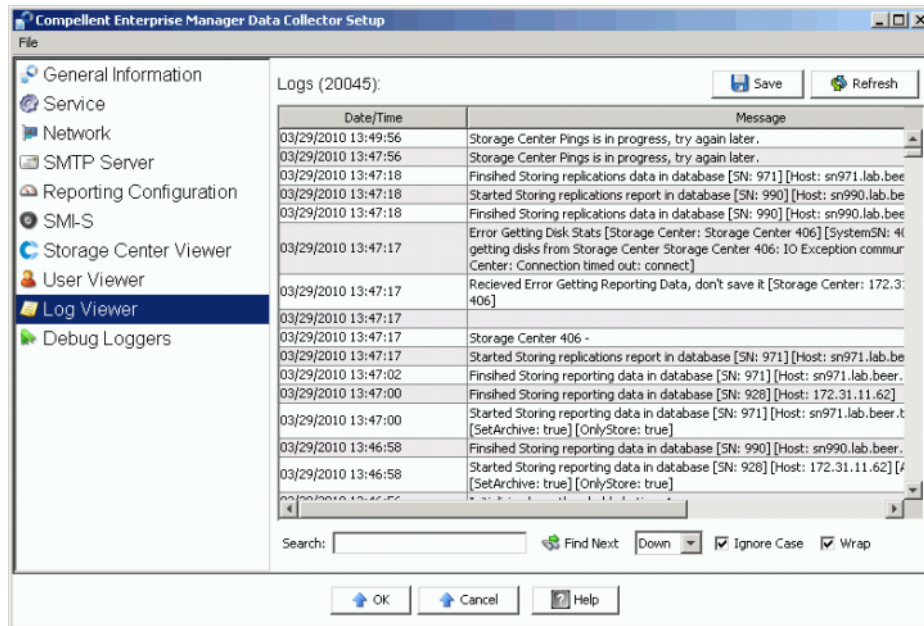 Compellent Enterprise Manager Data Collector Setup
File
General Information
Service
Network
SMTP Server
Reporting Configuration
SMI-S
Storage Center Viewer
User Viewer
Log Viewer
Debug Loggers
Logs (20045):
Save
Refresh
Date/Time Message
03/29/2010 13:49:56 Storage Center Pings is in progress, try again later.
03/29/2010 13:47:56 Storage Center Pings is in progress, try again later.
03/29/2010 13:47:18 Finsihed Storing replications data in database [SN: 971] [Host: sn971.lab.bee
03/29/2010 13:47:18 Started Storing replications report in database [SN: 990] [Host: sn990.lab.be
03/29/2010 13:47:18 Finsihed Storing replications data in database [SN: 990] [Host: sn990.lab.bee
03/29/2010 13:47:17 Error Getting Disk Stats [Storage Center: Storage Center 406] [SystemSN: 40
getting disks from Storage Center Storage Center 406: IO Exception commur
Center: Connection timed out: connect]
03/29/2010 13:47:17 Recieved Error Getting Reporting Data, don't save it [Storage Center: 172.31
406]
03/29/2010 13:47:17
03/29/2010 13:47:17 Storage Center 406 -
03/29/2010 13:47:17 Started Storing replications report in database [SN: 971] [Host: sn971.lab.be
03/29/2010 13:47:02 Finsihed Storing reporting data in database [SN: 971] [Host: sn971.lab.beer.
03/29/2010 13:47:00 Finsihed Storing reporting data in database [SN: 928] [Host: 172.31.11.62]
03/29/2010 13:47:00 Started Storing reporting data in database [SN: 971] [Host: sn971.lab.beer.t
[SetArchive: true] [OnlyStore: true]
03/29/2010 13:46:58 Finsihed Storing reporting data in database [SN: 990] [Host: sn990.lab.beer.
03/29/2010 13:46:58 Started Storing reporting data in database [SN: 928] [Host: 172.31.11.62] [A
[SetArchive: true] [OnlyStore: true]
Search:
Find Next
Down
Ignore Case
Wrap
OK
Cancel
Help